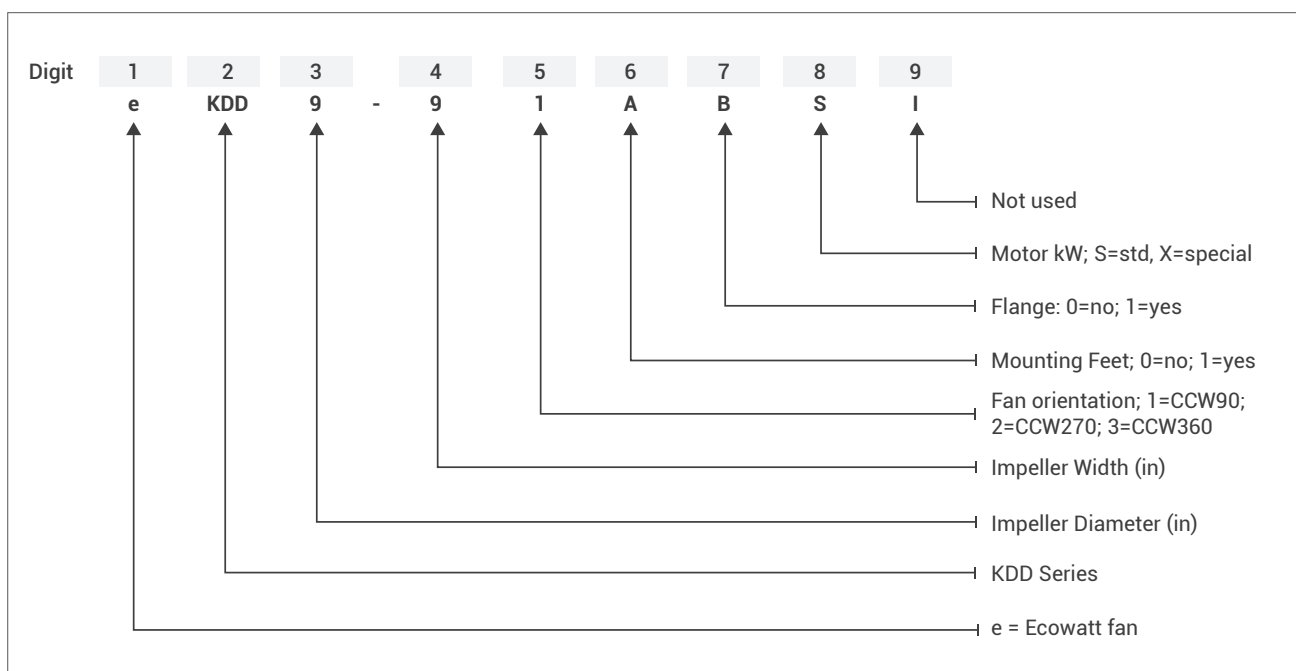 Digit 1 2 3 4 5 6 7 8 9
e KDD 9 - 9 1 A B S I
Not used
Motor kW; S=std, X=special
Flange: 0=no; 1=yes
Mounting Feet; 0=no; 1=yes
Fan orientation; 1=CCW90;
2=CCW270; 3=CCW360
Impeller Width (in)
Impeller Diameter (in)
KDD Series
e = Ecowatt fan